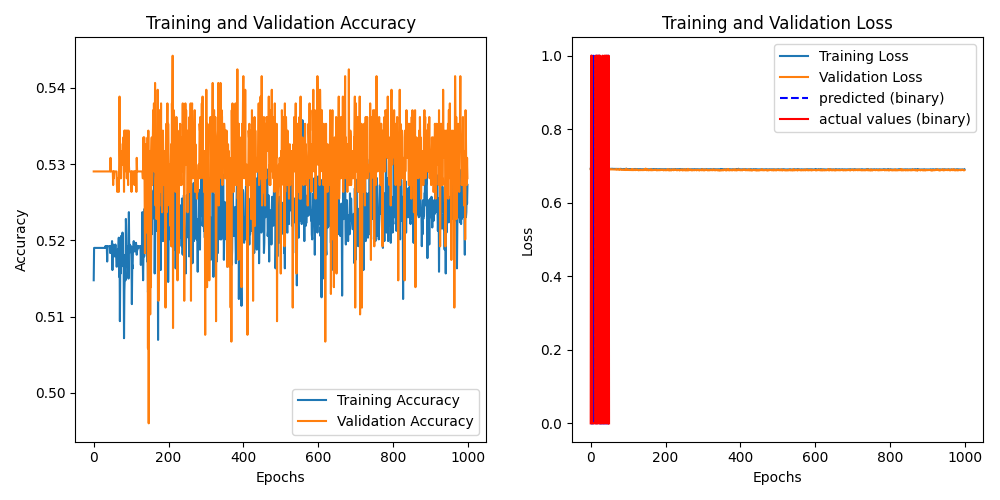 Training and Validation Accuracy
0.54
0.53
0.52
0.51
0.50
Accuracy
0
200
400
600
800
1000
Epochs
Training Accuracy
Validation Accuracy
Training and Validation Loss
1.0
0.8
0.6
0.4
0.2
0.0
Loss
0
200
400
600
800
1000
Epochs
Training Loss
Validation Loss
predicted (binary)
actual values (binary)